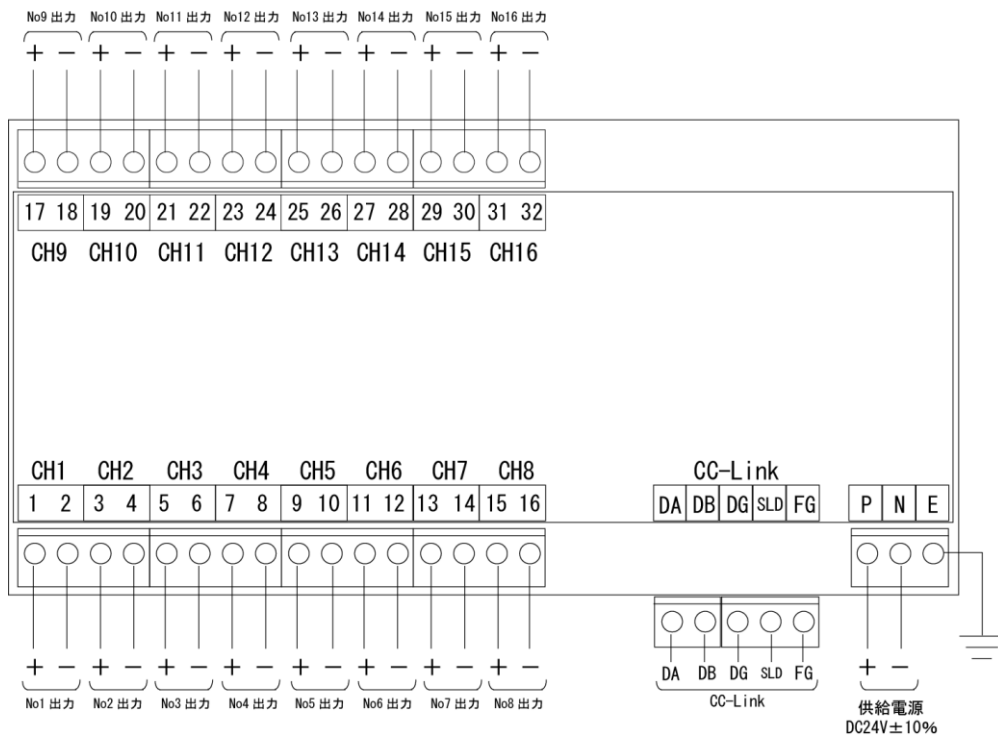 No9 出力 No10 出力 No11 出力 No12 出力 No13 出力 No14 出力 No15 出力 No16 出力
+ − + − + − + − + − + − + − + −
17 18 19 20 21 22 23 24 25 26 27 28 29 30 31 32
CH9 CH10 CH11 CH12 CH13 CH14 CH15 CH16
CH1 CH2 CH3 CH4 CH5 CH6 CH7 CH8 CC-Link
1 2 3 4 5 6 7 8 9 10 11 12 13 14 15 16 DA DB DG SLD FG P N E
+ − + − + − + − + − + − + − + − DA DB DG SLD FG + −
No1 出力 No2 出力 No3 出力 No4 出力 No5 出力 No6 出力 No7 出力 No8 出力 CC-Link 供給電源
DC24V±10%